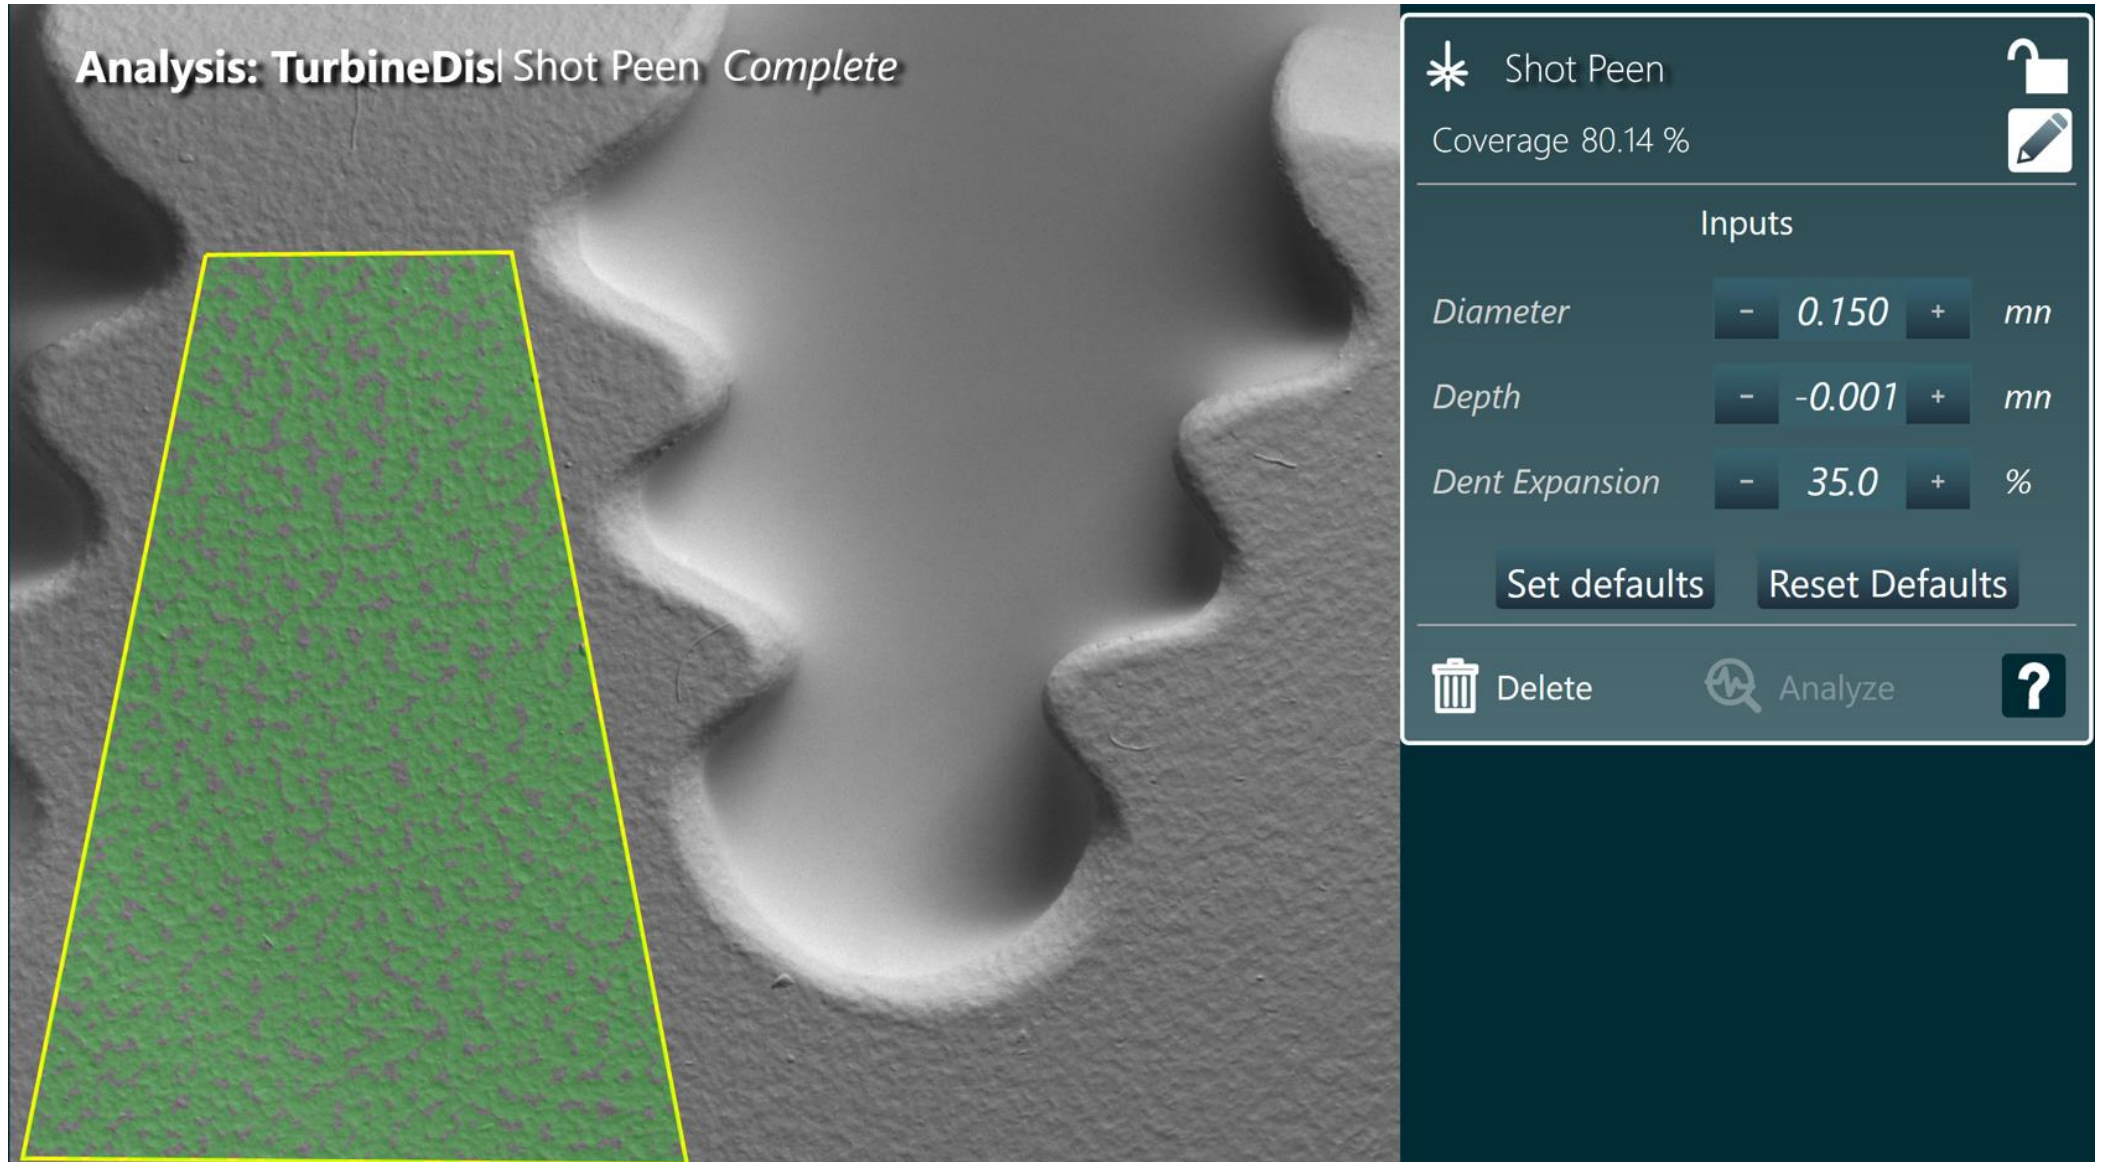 Analysis: TurbineDis| Shot Peen Complete
Shot Peen
Coverage 80.14 %
Inputs
Diameter - 0.150 + mn
Depth - -0.001 + mn
Dent Expansion - 35.0 + %
Set defaults Reset Defaults
Delete Analyze ?